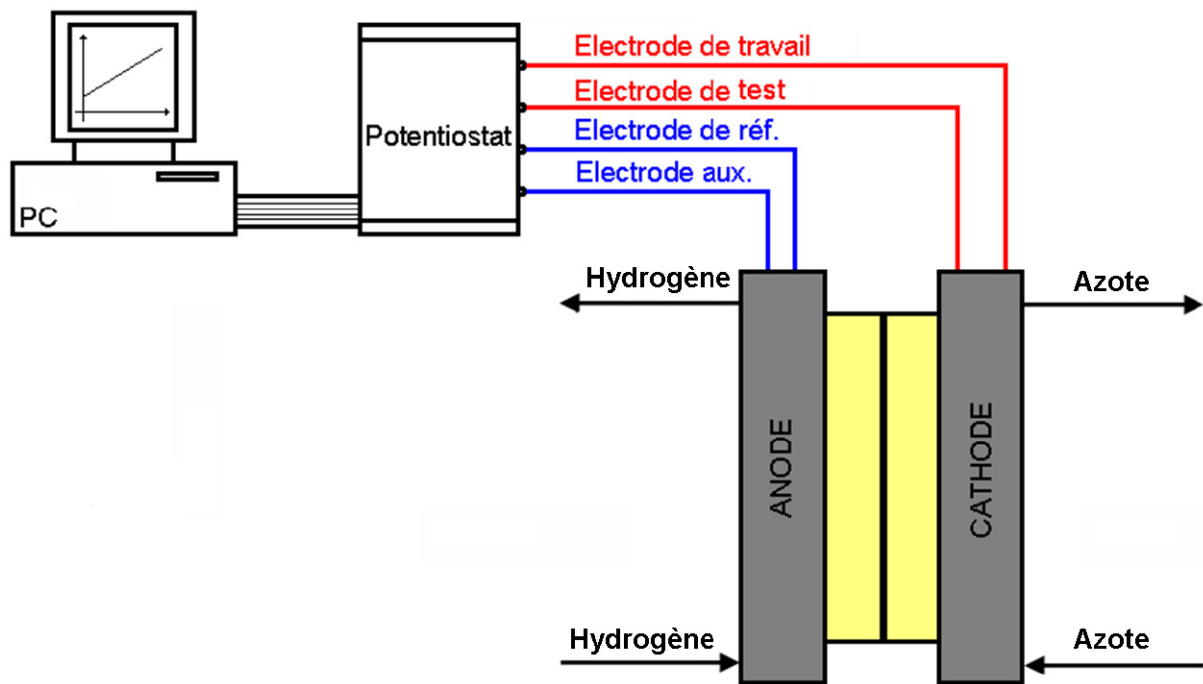 Electrode de travail
Electrode de test
Potentiostat
Electrode de réf.
Electrode aux.
PC
Hydrogène
Azote
ANODE
CATHODE
Hydrogène
Azote